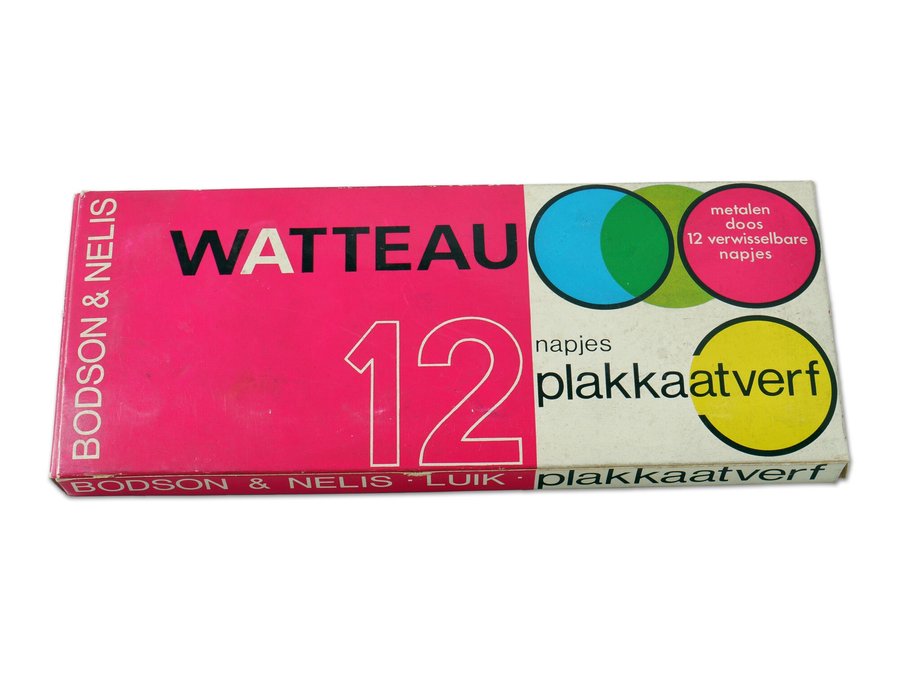 BODSON & NELIS
WATTEAU
12
metalen
doos
12 verwisselbare
napjes
napjes
plakkaatverf
BODSON & NELIS · LUIK · plakkaatverf